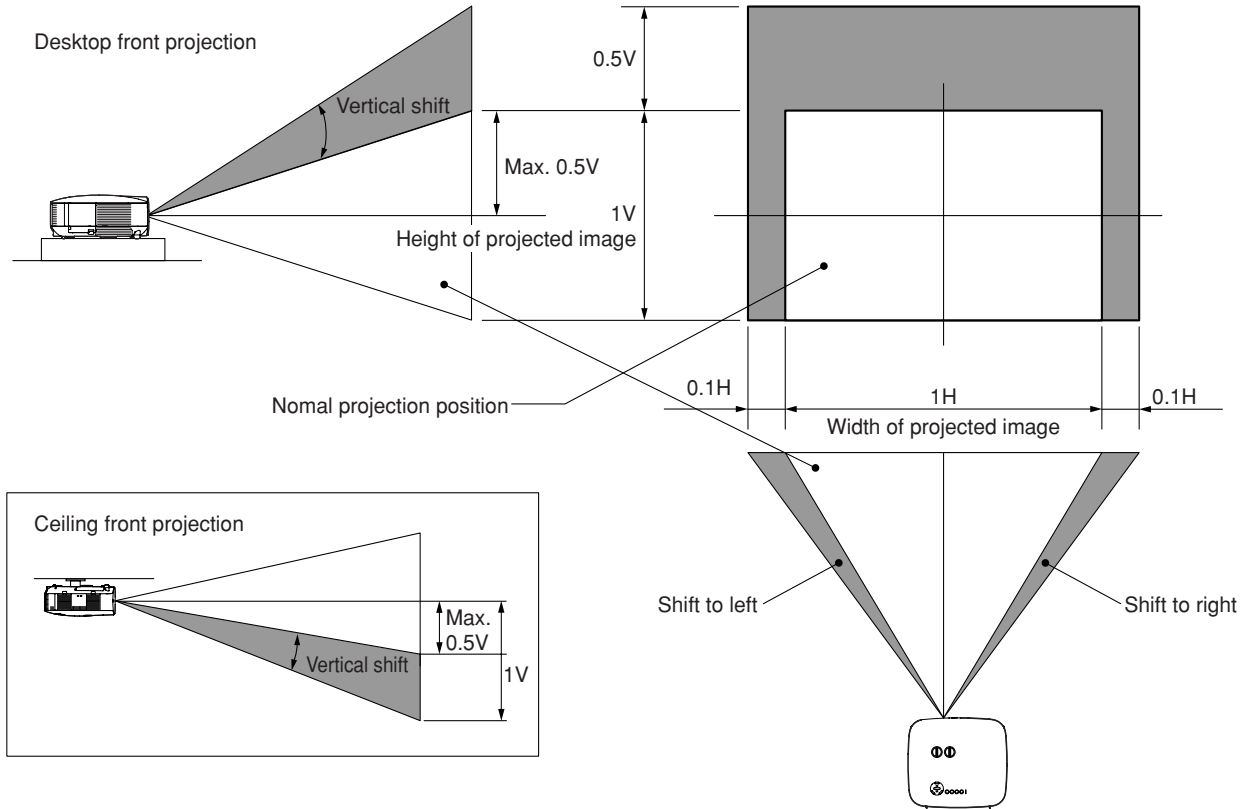 Desktop front projection
Vertical shift
Max. 0.5V
0.5V
1V
Height of projected image
0.1H
1H
0.1H
Width of projected image
Nomal projection position
Ceiling front projection
Max.
0.5V
Vertical shift
1V
Shift to left
Shift to right